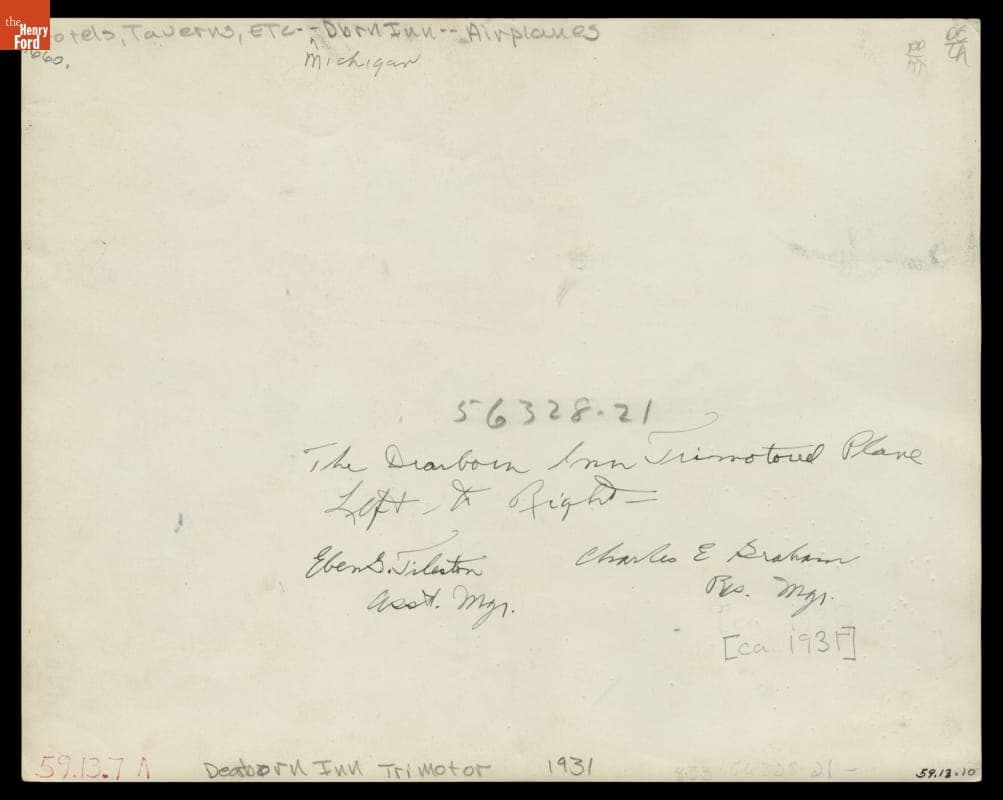 the
Henry
Ford
otels, Taverns, ETC-- Dbrn Inn -- Airplanes
Michigan
660.
56328-21
The Dearborn Inn Trimotored Plane
Left - to Right =
Eben G. Tileston
Charles E Graham
Asst. Mgr.
Res. Mgr.
[ca 1931]
59.13.7 A
Dearborn Inn Trimotor
1931
59.13.10